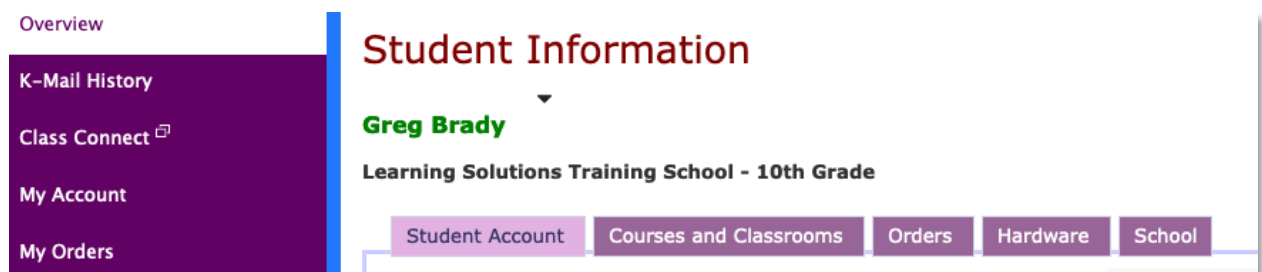 Overview
K-Mail History
Class Connect
My Account
My Orders
Student Information
Greg Brady
Learning Solutions Training School - 10th Grade
Student Account Courses and Classrooms Orders Hardware School